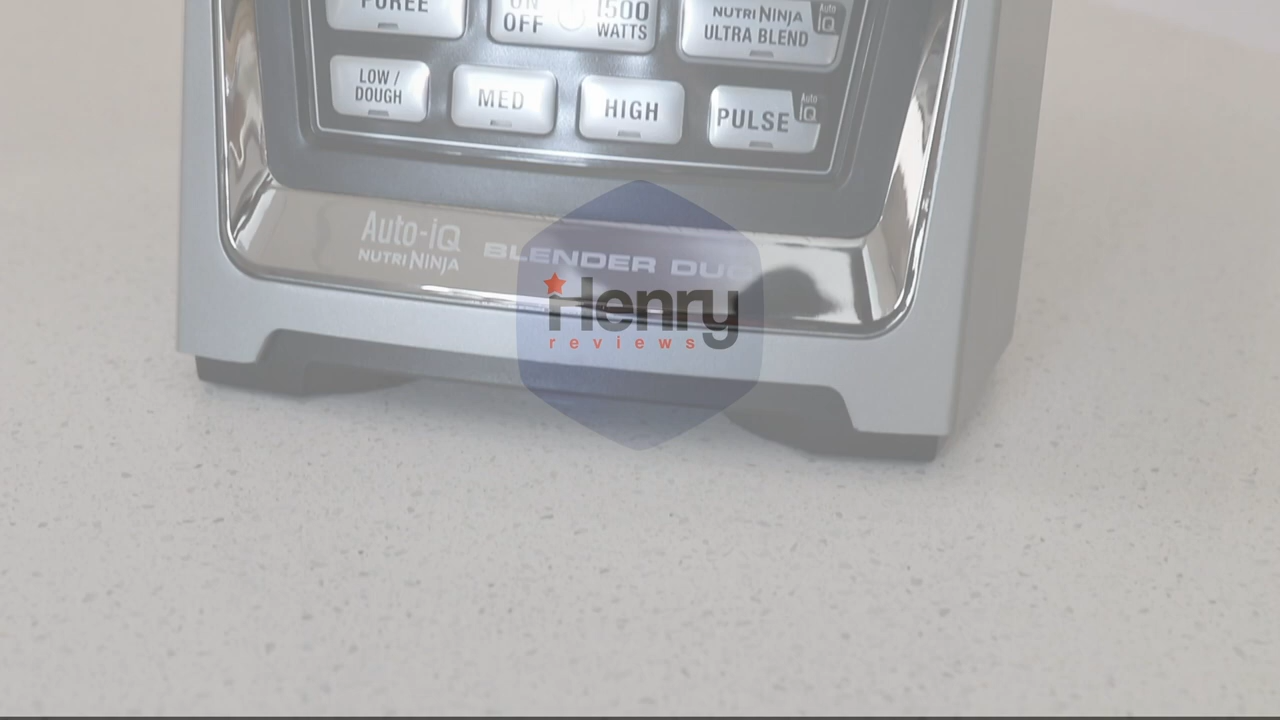 PUREE
ON
OFF
1500
WATTS
NUTRI NINJA
Auto
iQ
ULTRA BLEND
LOW /
DOUGH
MED
HIGH
PULSE
Auto
iQ
Auto-iQ
NUTRI NINJA
BLENDER DUO
Henry
reviews